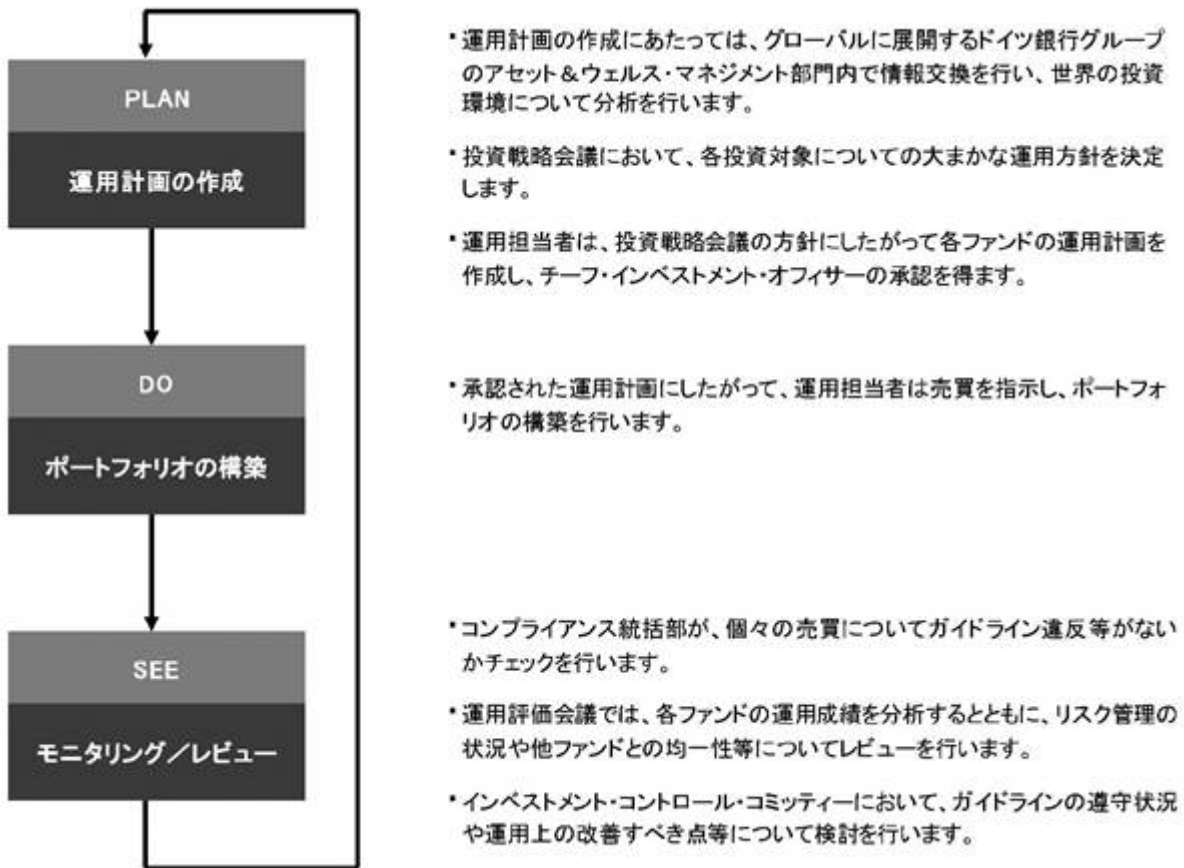 PLAN
運用計画の作成
・運用計画の作成にあたっては、グローバルに展開するドイツ銀行グループ
のアセット＆ウェルス・マネジメント部門内で情報交換を行い、世界の投資
環境について分析を行います。
・投資戦略会議において、各投資対象についての大まかな運用方針を決定
します。
・運用担当者は、投資戦略会議の方針にしたがって各ファンドの運用計画を
作成し、チーフ・インベストメント・オフィサーの承認を得ます。
DO
ポートフォリオの構築
・承認された運用計画にしたがって、運用担当者は売買を指示し、ポートフォ
リオの構築を行います。
SEE
モニタリング／レビュー
・コンプライアンス統括部が、個々の売買についてガイドライン違反等がない
かチェックを行います。
・運用評価会議では、各ファンドの運用成績を分析するとともに、リスク管理の
状況や他ファンドとの均一性等についてレビューを行います。
・インベストメント・コントロール・コミッティーにおいて、ガイドラインの遵守状況
や運用上の改善すべき点等について検討を行います。